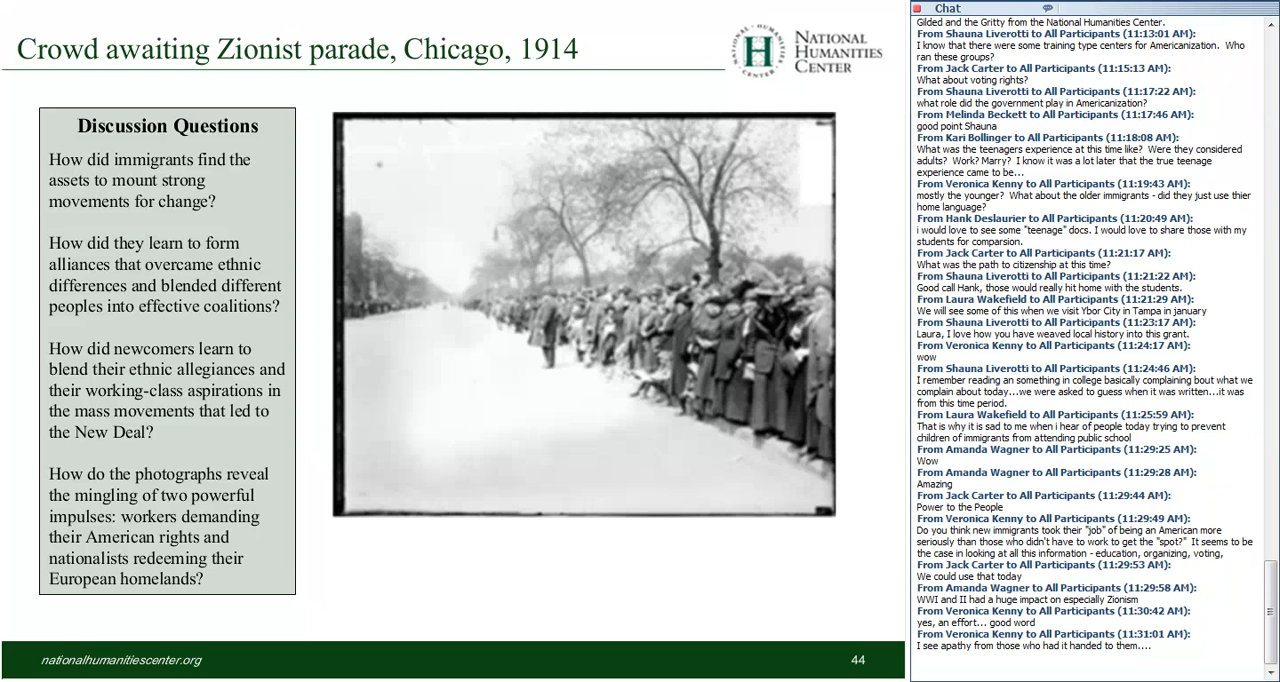 Crowd awaiting Zionist parade, Chicago, 1914
NATIONAL
HUMANITIES
CENTER
Discussion Questions
How did immigrants find the
assets to mount strong
movements for change?
How did they learn to form
alliances that overcame ethnic
differences and blended different
peoples into effective coalitions?
How did newcomers learn to
blend their ethnic allegiances and
their working-class aspirations in
the mass movements that led to
the New Deal?
How do the photographs reveal
the mingling of two powerful
impulses: workers demanding
their American rights and
nationalists redeeming their
European homelands?
nationalhumanitiescenter.org
44
Chat
Gilded and the Gritty from the National Humanities Center.
From Shauna Liverotti to All Participants (11:13:01 AM):
I know that there were some training type centers for Americanization. Who
ran these groups?
From Jack Carter to All Participants (11:15:13 AM):
What about voting rights?
From Shauna Liverotti to All Participants (11:17:22 AM):
what role did the government play in Americanization?
From Melinda Beckett to All Participants (11:17:46 AM):
good point Shauna
From Kari Bollinger to All Participants (11:18:08 AM):
What was the teenagers experience at this time like? Were they considered
adults? Work? Marry? I know it was a lot later that the true teenage
experience came to be...
From Veronica Kenny to All Participants (11:19:43 AM):
mostly the younger? What about the older immigrants - did they just use thier
home language?
From Hank Deslaurier to All Participants (11:20:49 AM):
i would love to see some "teenage" docs. I would love to share those with my
students for comparsion.
From Jack Carter to All Participants (11:21:17 AM):
What was the path to citizenship at this time?
From Shauna Liverotti to All Participants (11:21:22 AM):
Good call Hank, those would really hit home with the students.
From Laura Wakefield to All Participants (11:21:29 AM):
We will see some of this when we visit Ybor City in Tampa in january
From Shauna Liverotti to All Participants (11:23:17 AM):
Laura, I love how you have weaved local history into this grant.
From Veronica Kenny to All Participants (11:24:17 AM):
wow
From Shauna Liverotti to All Participants (11:24:46 AM):
I remember reading an something in college basically complaining bout what we
complain about today...we were asked to guess when it was written...it was
from this time period.
From Laura Wakefield to All Participants (11:25:59 AM):
That is why it is sad to me when i hear of people today trying to prevent
children of immigrants from attending public school
From Amanda Wagner to All Participants (11:29:25 AM):
Wow
From Amanda Wagner to All Participants (11:29:28 AM):
Amazing
From Jack Carter to All Participants (11:29:44 AM):
Power to the People
From Veronica Kenny to All Participants (11:29:49 AM):
Do you think new immigrants took their "job" of being an American more
seriously than those who didn't have to work to get the "spot?" It seems to be
the case in looking at all this information - education, organizing, voting,
From Jack Carter to All Participants (11:29:53 AM):
We could use that today
From Amanda Wagner to All Participants (11:29:58 AM):
WWI and II had a huge impact on especially Zionism
From Veronica Kenny to All Participants (11:30:42 AM):
yes, an effort... good word
From Veronica Kenny to All Participants (11:31:01 AM):
I see apathy from those who had it handed to them....